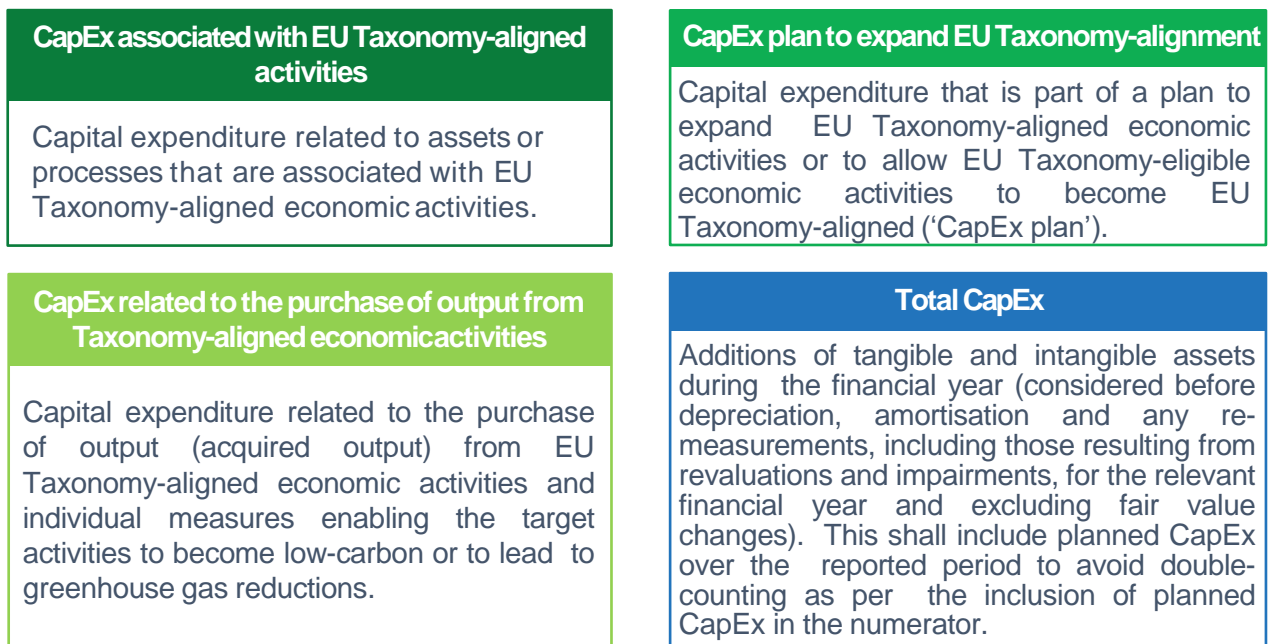 CapEx associated with EU Taxonomy-aligned
activities
Capital expenditure related to assets or
processes that are associated with EU
Taxonomy-aligned economic activities.
CapEx plan to expand EU Taxonomy-alignment
Capital expenditure that is part of a plan to
expand EU Taxonomy-aligned economic
activities or to allow EU Taxonomy-eligible
economic activities to become EU
Taxonomy-aligned (‘CapEx plan’).
CapEx related to the purchase of output from
Taxonomy-aligned economic activities
Capital expenditure related to the purchase
of output (acquired output) from EU
Taxonomy-aligned economic activities and
individual measures enabling the target
activities to become low-carbon or to lead to
greenhouse gas reductions.
Total CapEx
Additions of tangible and intangible assets
during the financial year (considered before
depreciation, amortisation and any re-
measurements, including those resulting from
revaluations and impairments, for the relevant
financial year and excluding fair value
changes). This shall include planned CapEx
over the reported period to avoid double-
counting as per the inclusion of planned
CapEx in the numerator.